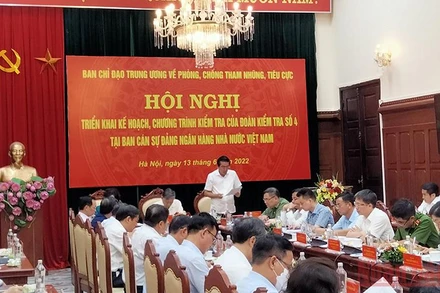 BAN CHỈ ĐẠO TRUNG ƯƠNG VỀ PHÒNG, CHỐNG THAM NHŨNG, TIÊU CỰC
HỘI NGHỊ
TRIỂN KHAI KẾ HOẠCH, CHƯƠNG TRÌNH KIỂM TRA CỦA ĐOÀN KIỂM TRA SỐ 4
TẠI BAN CÁN SỰ ĐẢNG NGÂN HÀNG NHÀ NƯỚC VIỆT NAM
Hà Nội, ngày 13 tháng 6 năm 2022